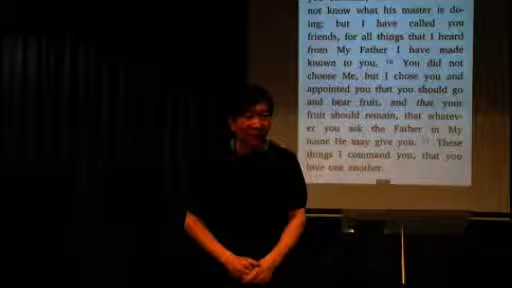 not know what his master is do-
ing; but I have called you
friends, for all things that I heard
from My Father I have made
known to you. You did not
choose Me, but I chose you and
appointed you that you should go
and bear fruit, and that your
fruit should remain, that whatev-
er you ask the Father in My
name He may give you. These
things I command you, that you
love one another.